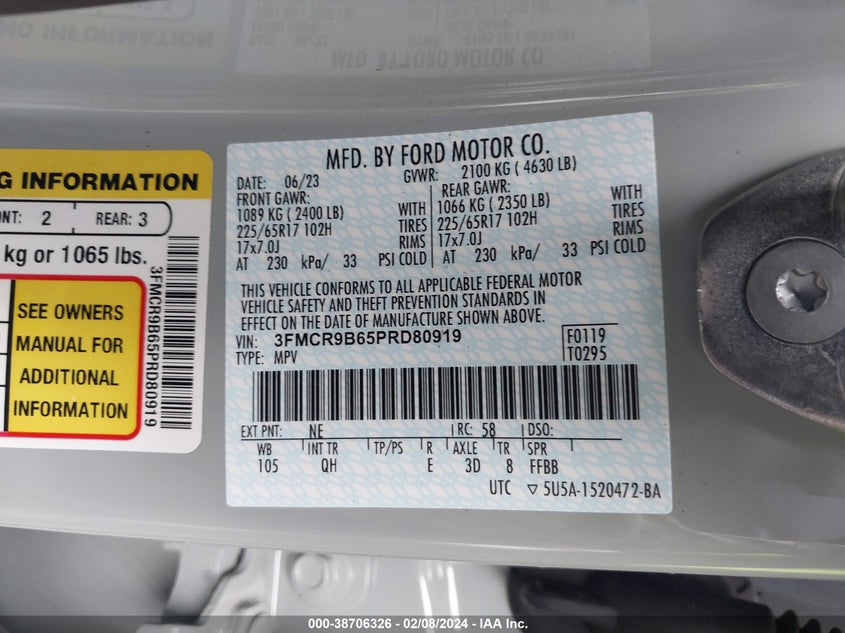 MFD. BY FORD MOTOR CO.
DATE: 06/23 GVWR: 2100 KG ( 4630 LB)
FRONT GAWR: REAR GAWR:
1089 KG ( 2400 LB) WITH 1066 KG ( 2350 LB) WITH
225/65R17 102H TIRES 225/65R17 102H TIRES
17x7.0J RIMS 17x7.0J RIMS
AT 230 kPa/ 33 PSI COLD AT 230 kPa/ 33 PSI COLD
THIS VEHICLE CONFORMS TO ALL APPLICABLE FEDERAL MOTOR
VEHICLE SAFETY AND THEFT PREVENTION STANDARDS IN
EFFECT ON THE DATE OF MANUFACTURE SHOWN ABOVE.
VIN: 3FMCR9B65PRD80919 F0119
TYPE: MPV T0295
EXT PNT: NE RC: 58 DSO:
WB INT TR TP/PS R AXLE TR SPR
105 QH E 3D 8 FFBB
UTC ▽ 5U5A-1520472-BA
INFORMATION
2 REAR: 3
kg or 1065 lbs.
SEE OWNERS
MANUAL FOR
ADDITIONAL
INFORMATION
3FMCR9B65PRD80919
000-38706326 - 02/08/2024 - IAA Inc.